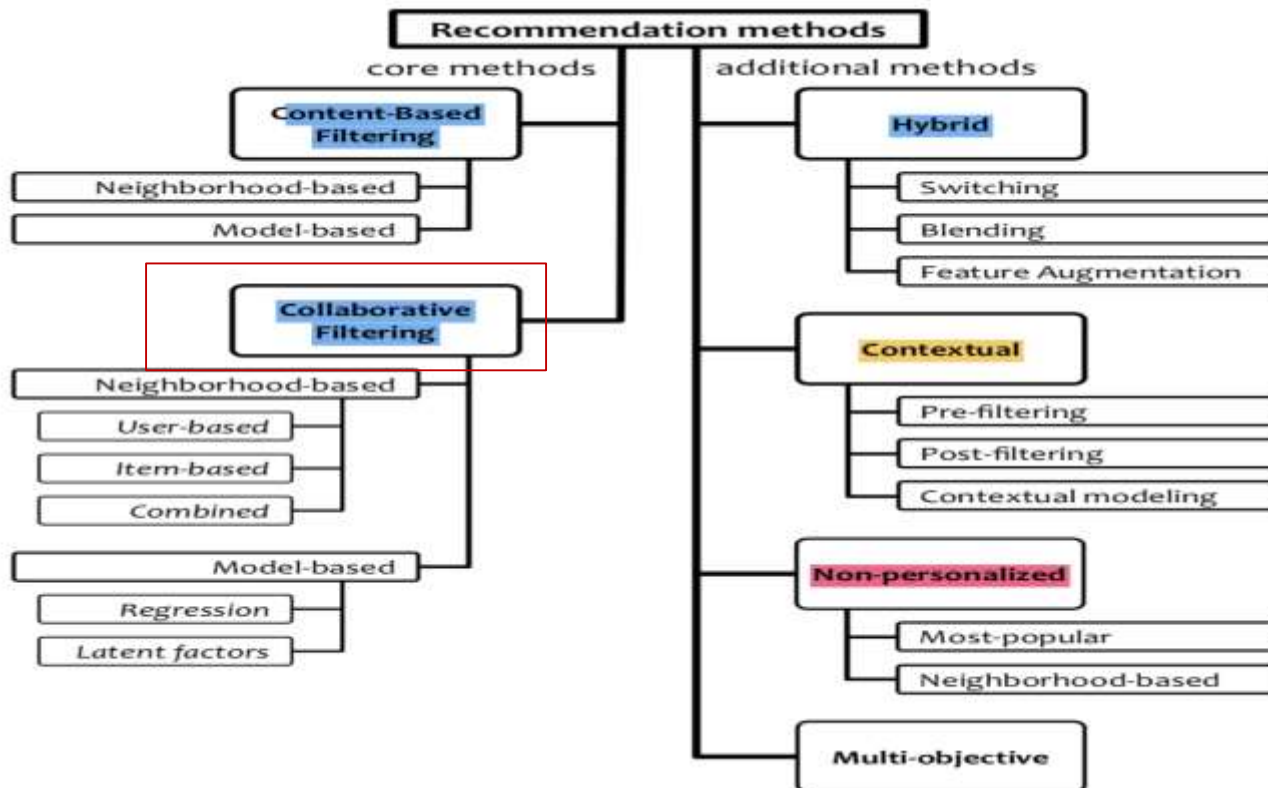 Recommendation methods
core methods
Content-Based
Filtering
Neighborhood-based
Model-based
Collaborative
Filtering
Neighborhood-based
User-based
Item-based
Combined
Model-based
Regression
Latent factors
additional methods
Hybrid
Switching
Blending
Feature Augmentation
Contextual
Pre-filtering
Post-filtering
Contextual modeling
Non-personalized
Most-popular
Neighborhood-based
Multi-objective